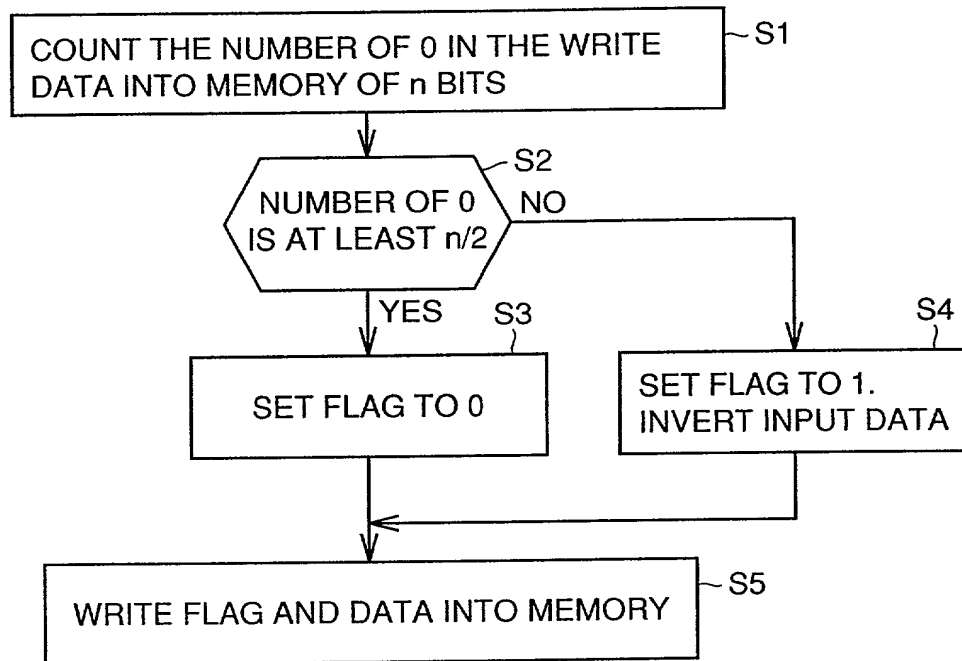 COUNT THE NUMBER OF 0 IN THE WRITE
DATA INTO MEMORY OF n BITS
S1
S2
NUMBER OF 0
IS AT LEAST n/2
NO
YES
S3
S4
SET FLAG TO 0
SET FLAG TO 1.
INVERT INPUT DATA
S5
WRITE FLAG AND DATA INTO MEMORY